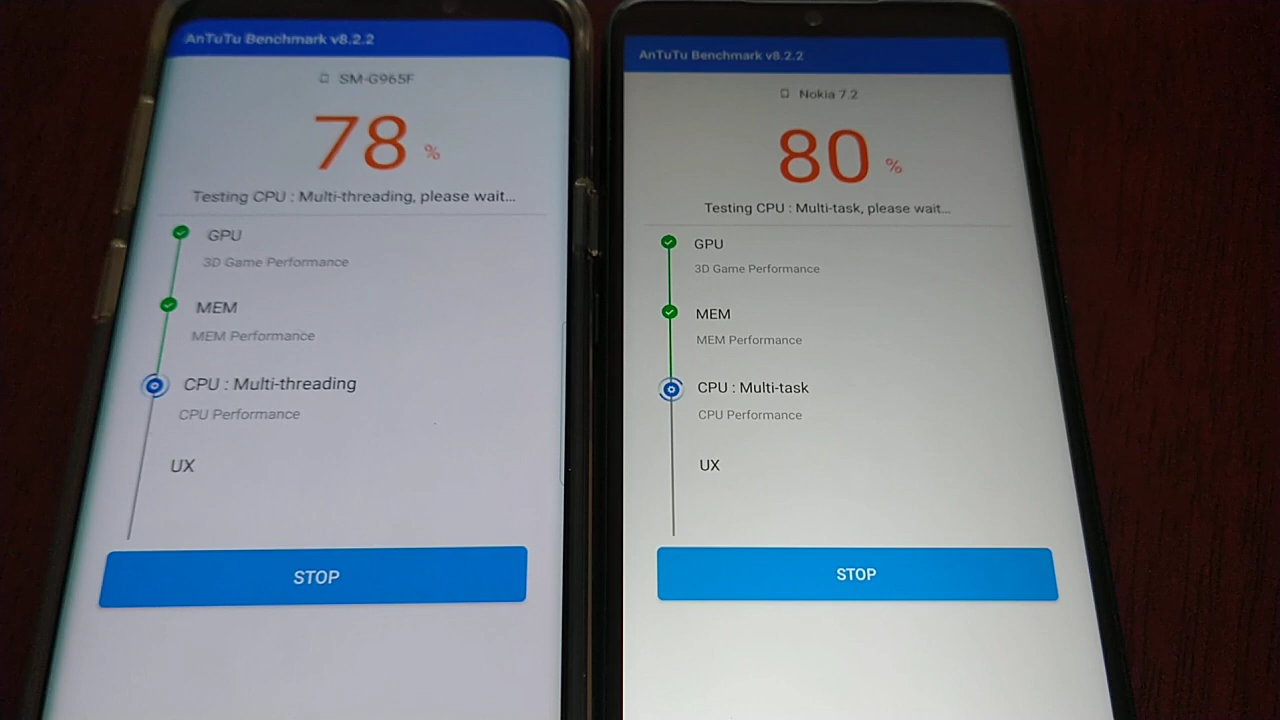 AnTuTu Benchmark v8.2.2
SM-G965F
78 %
Testing CPU : Multi-threading, please wait...
GPU
3D Game Performance
MEM
MEM Performance
CPU : Multi-threading
CPU Performance
UX
STOP
AnTuTu Benchmark v8.2.2
Nokia 7.2
80 %
Testing CPU : Multi-task, please wait...
GPU
3D Game Performance
MEM
MEM Performance
CPU : Multi-task
CPU Performance
UX
STOP